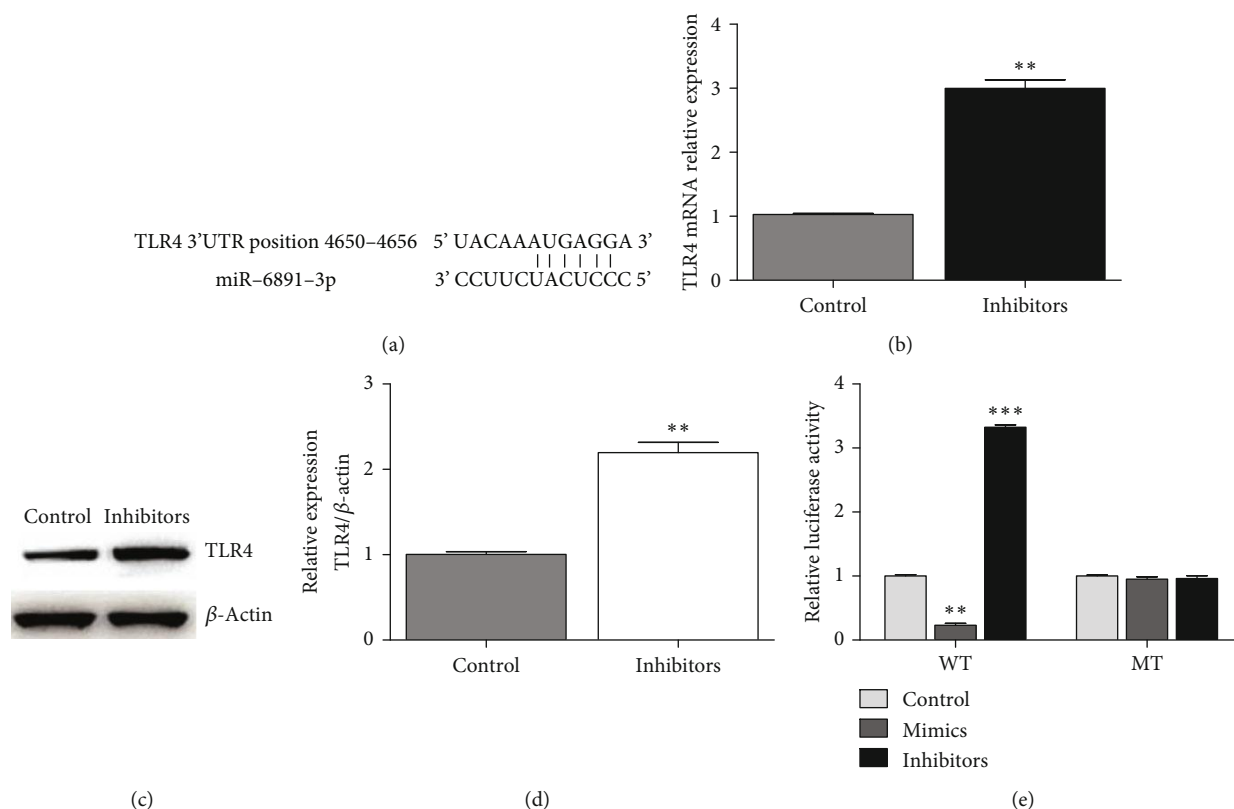 TLR4 3'UTR position 4650–4656 5' UACAAAUGAGGA 3'
miR–6891–3p 3' CCUUCUACUCCC 5'
(a)
TLR4 mRNA relative expression
4
3
2
1
0
**
Control Inhibitors
(b)
Control Inhibitors
TLR4
β-Actin
(c)
Relative expression
TLR4/β-actin
3
2
1
0
**
Control Inhibitors
(d)
Relative luciferase activity
4
3
2
1
0
**
***
WT MT
Control
Mimics
Inhibitors
(e)